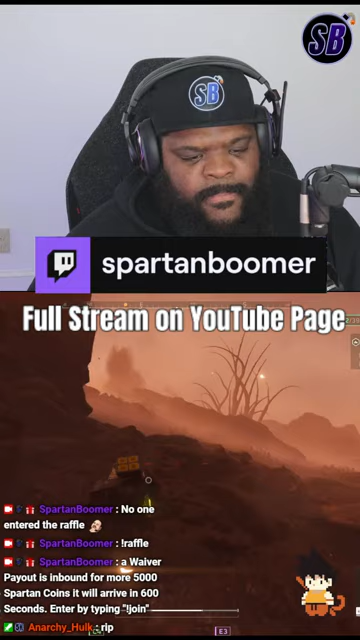 SB
SB
spartanboomer
Full Stream on YouTube Page
SpartanBoomer : No one
entered the raffle
SpartanBoomer : !raffle
SpartanBoomer : a Waiver
Payout is inbound for more 5000
Spartan Coins it will arrive in 600
Seconds. Enter by typing "!join"
Anarchy_Hulk : rip
E3